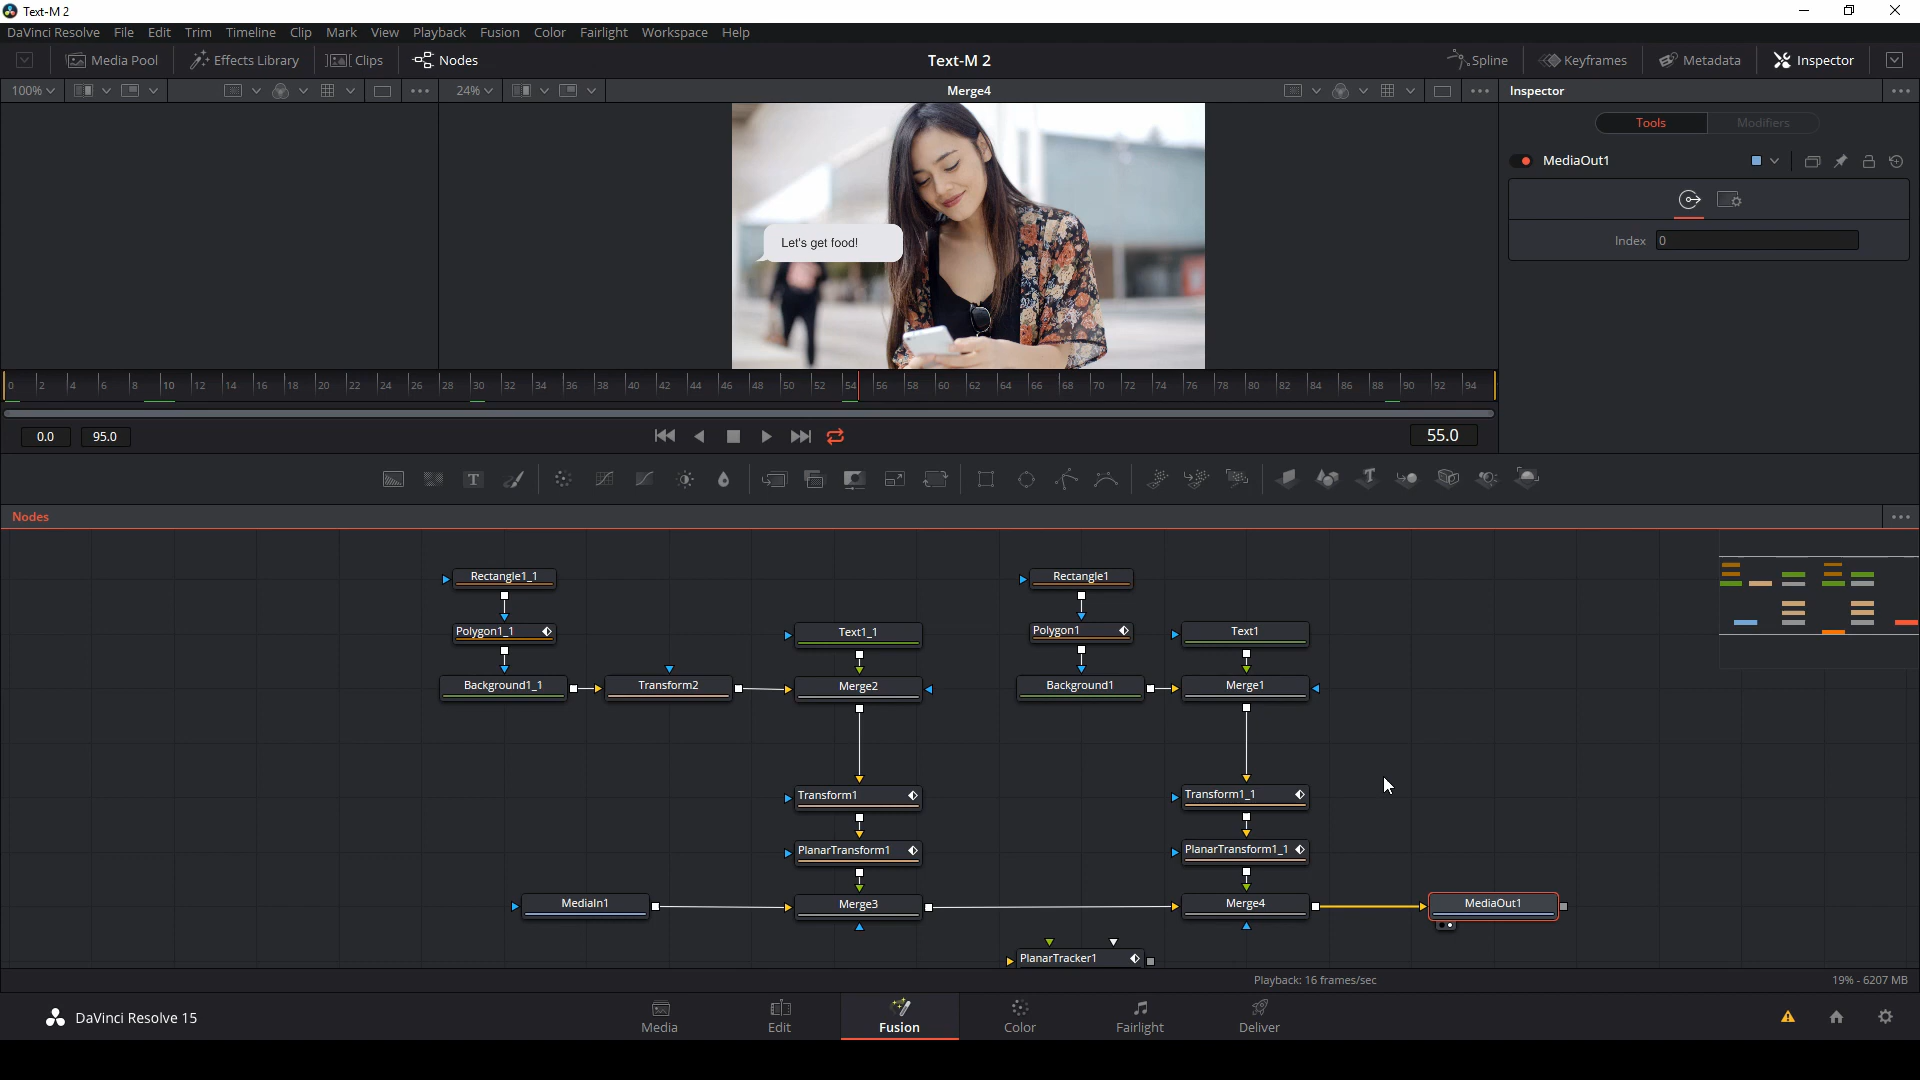 Text-M 2
DaVinci Resolve File Edit Trim Timeline Clip Mark View Playback Fusion Color Fairlight Workspace Help
Media Pool Effects Library Clips Nodes Text-M 2 Spline Keyframes Metadata Inspector
100% 24% Merge4 Inspector
Tools Modifiers
MediaOut1
Index 0
Let's get food!
0 2 4 6 8 10 12 14 16 18 20 22 24 26 28 30 32 34 36 38 40 42 44 46 48 50 52 54 56 58 60 62 64 66 68 70 72 74 76 78 80 82 84 86 88 90 92 94
0.0 95.0 55.0
Nodes
Rectangle1_1 Rectangle1
Polygon1_1 Text1_1 Polygon1 Text1
Background1_1 Transform2 Merge2 Background1 Merge1
Transform1 Transform1_1
PlanarTransform1 PlanarTransform1_1
MediaIn1 Merge3 Merge4 MediaOut1
PlanarTracker1
Playback: 16 frames/sec 19% - 6207 MB
DaVinci Resolve 15 Media Edit Fusion Color Fairlight Deliver